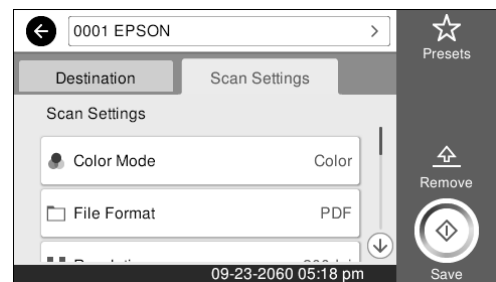 0001 EPSON
Presets
Destination
Scan Settings
Scan Settings
Color Mode
Color
Remove
File Format
PDF
09-23-2060 05:18 pm
Save